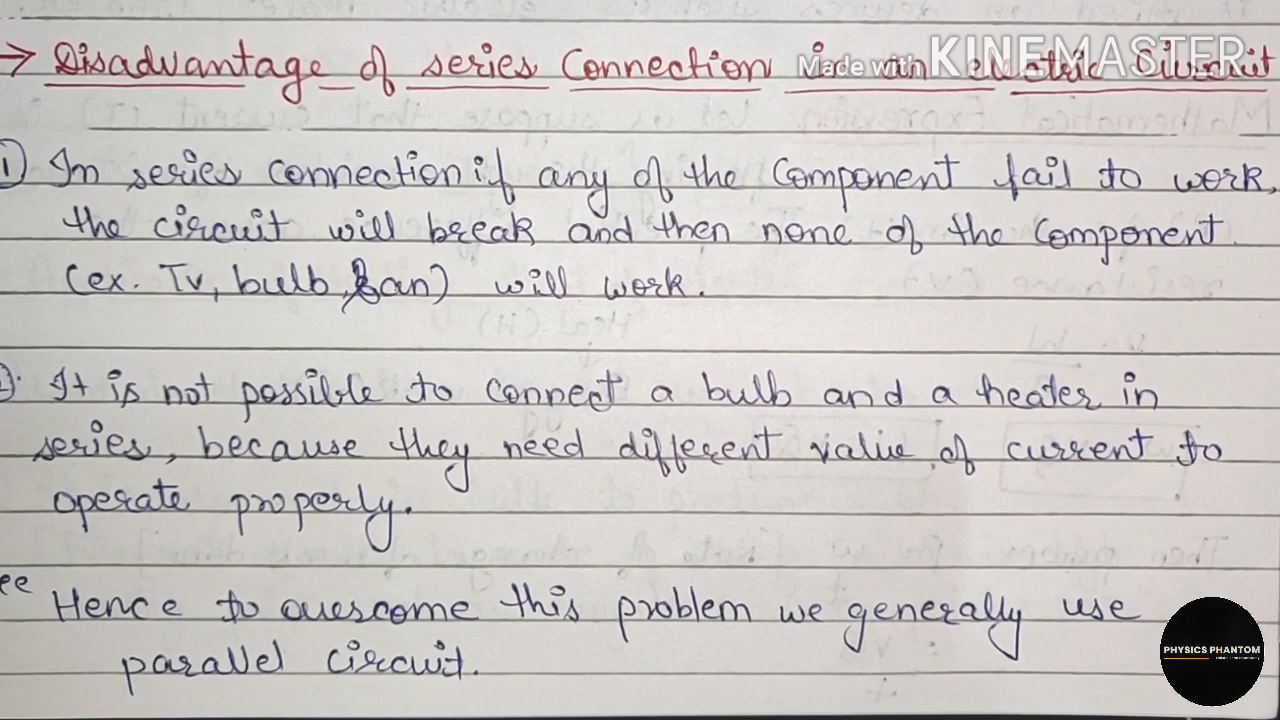 → Disadvantage of series Connection in an electric Circuit
Made with KINEMASTER
1) In series connection if any of the Component fail to work,
the circuit will break and then none of the Component
(ex. Tv, bulb, fan) will work.
2). It is not possible to connect a bulb and a heater in
series, because they need different value of current to
operate properly.
Hence to overcome this problem we generally use
parallel circuit.
PHYSICS PHANTOM